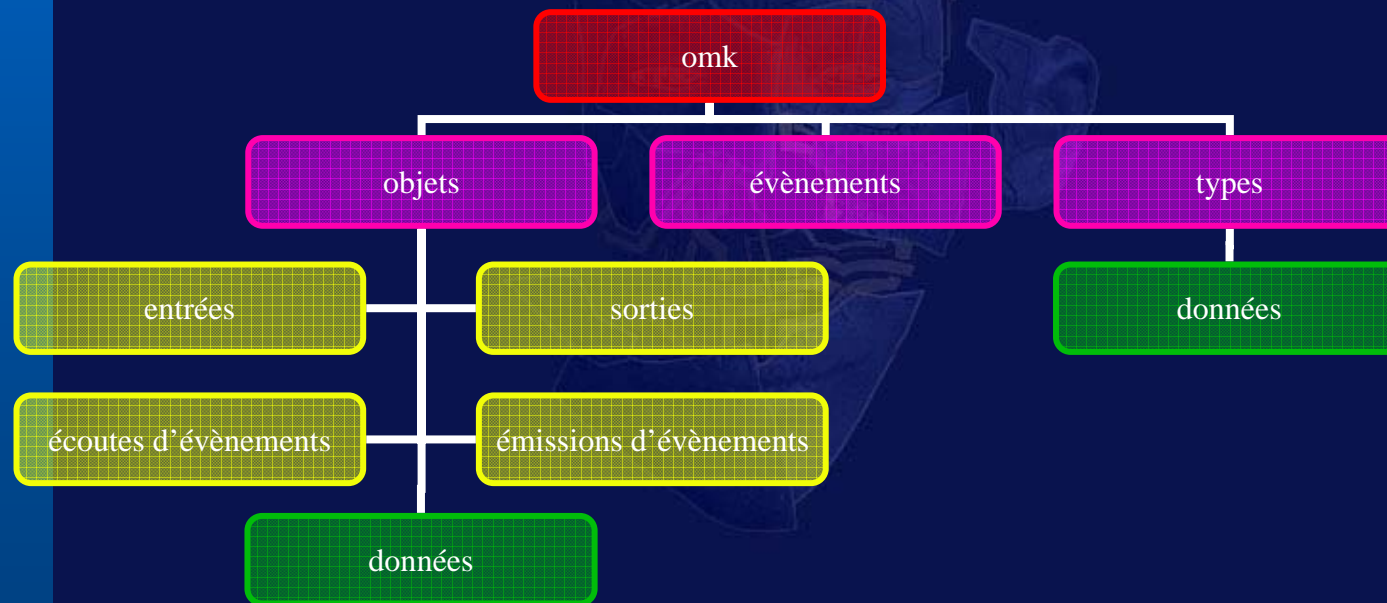 omk
objets
évènements
types
entrées
sorties
données
écoutes d’évènements
émissions d’évènements
données